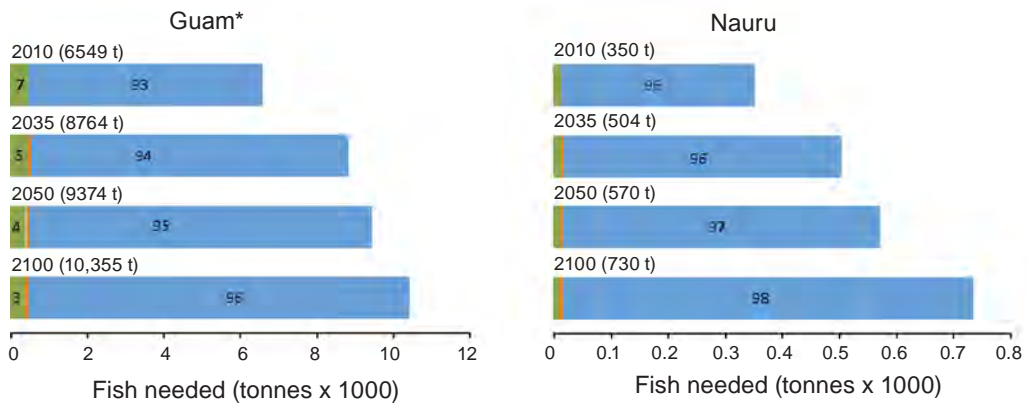 Guam*
2010 (6549 t)
7 93
2035 (8764 t)
5 94
2050 (9374 t)
4 95
2100 (10,355 t)
3 96
0 2 4 6 8 10 12
Fish needed (tonnes x 1000)
Nauru
2010 (350 t)
2035 (504 t)
96
2050 (570 t)
97
2100 (730 t)
98
0 0.1 0.2 0.3 0.4 0.5 0.6 0.7 0.8
Fish needed (tonnes x 1000)